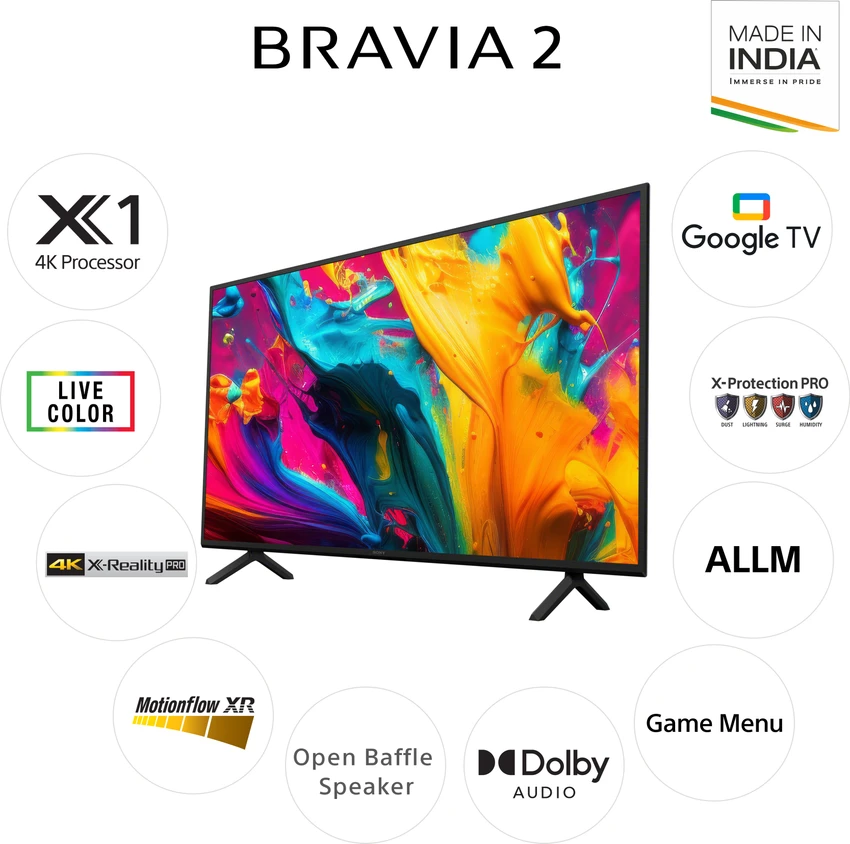 BRAVIA 2
MADE IN
INDIA
IMMERSE IN PRIDE
X1
4K Processor
Google TV
LIVE
COLOR
X-Protection PRO
DUST
LIGHTNING
SURGE
HUMIDITY
4K X-Reality PRO
ALLM
Motionflow XR
Game Menu
Open Baffle
Speaker
Dolby
AUDIO
SONY